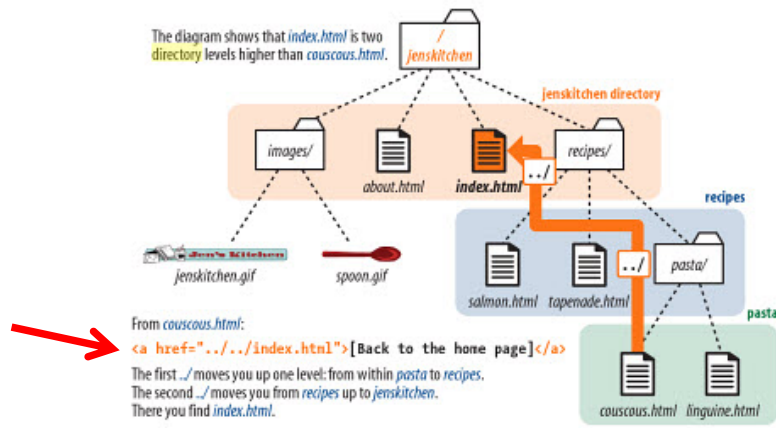 The diagram shows that index.html is two
directory levels higher than couscous.html.
/
jenskitchen
jenskitchen directory
images/
about.html
index.html
../
recipes/
recipes
Jen's Kitchen
jenskitchen.gif
spoon.gif
salmon.html
tapenade.html
../
pasta/
pasta
couscous.html
linguine.html
From couscous.html:
<a href="../../index.html">[Back to the home page]</a>
The first ../ moves you up one level: from within pasta to recipes.
The second ../ moves you from recipes up to jenskitchen.
There you find index.html.